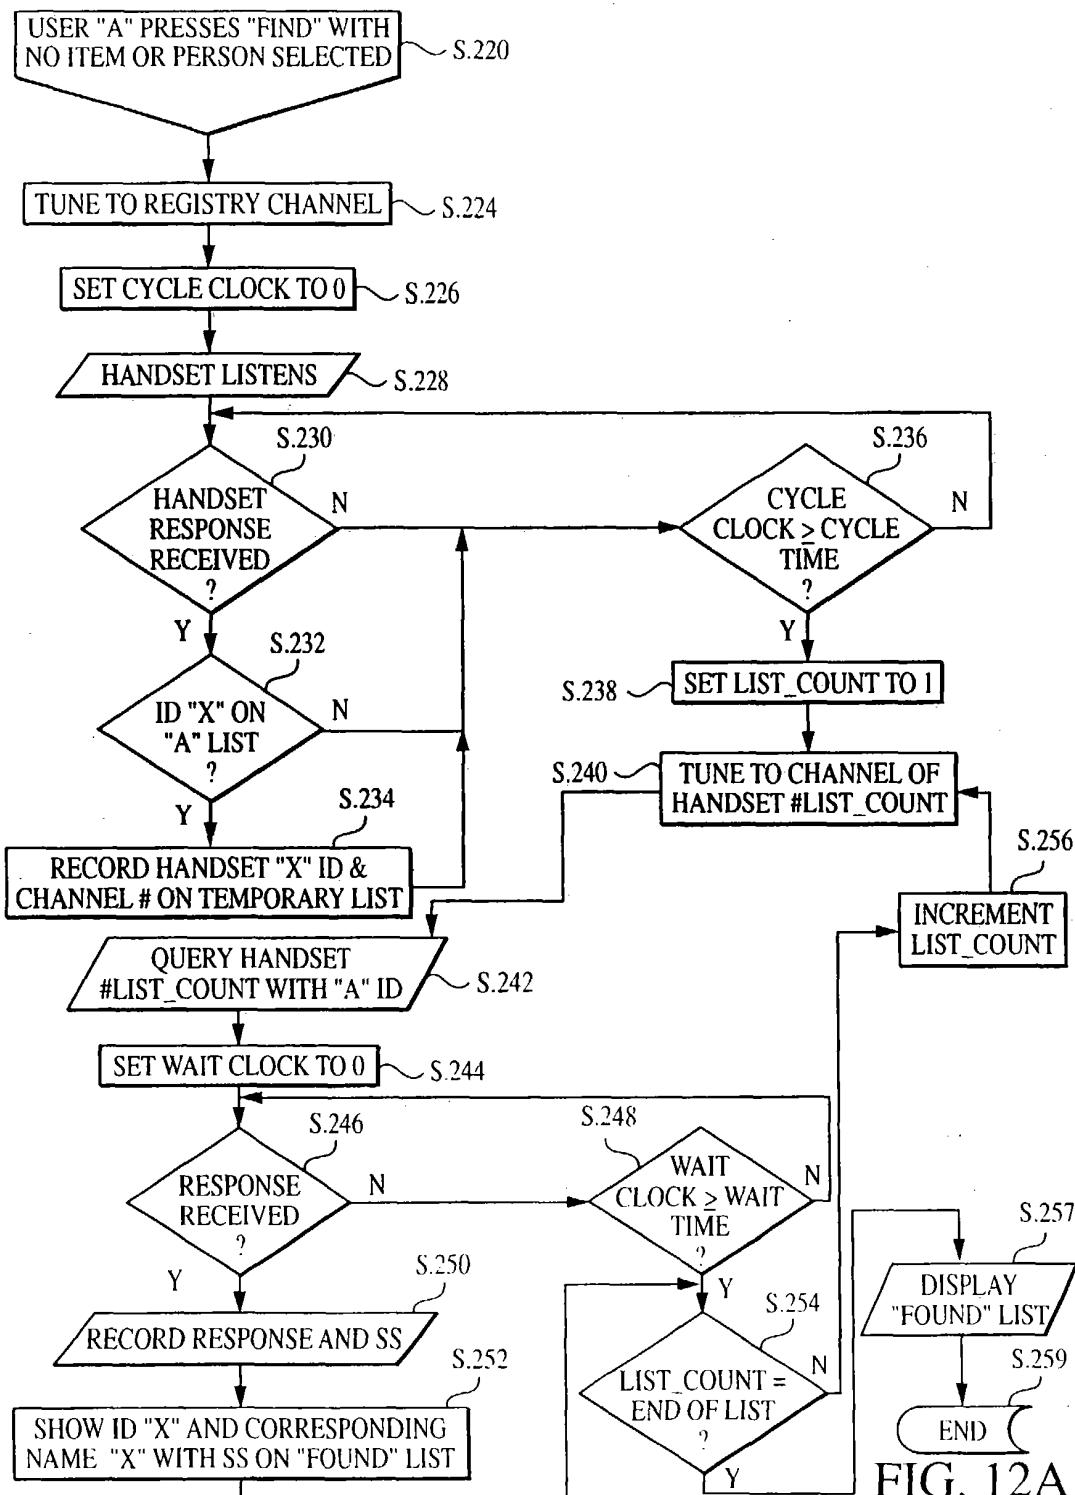 USER "A" PRESSES "FIND" WITH
NO ITEM OR PERSON SELECTED
S.220
TUNE TO REGISTRY CHANNEL
S.224
SET CYCLE CLOCK TO 0
S.226
HANDSET LISTENS
S.228
S.230
HANDSET
RESPONSE
RECEIVED
?
N
Y
S.236
CYCLE
CLOCK ≥ CYCLE
TIME
?
N
Y
S.232
ID "X" ON
"A" LIST
?
N
Y
S.238
SET LIST_COUNT TO 1
S.234
RECORD HANDSET "X" ID &
CHANNEL # ON TEMPORARY LIST
S.240
TUNE TO CHANNEL OF
HANDSET #LIST_COUNT
S.256
INCREMENT
LIST_COUNT
QUERY HANDSET
#LIST_COUNT WITH "A" ID
S.242
SET WAIT CLOCK TO 0
S.244
S.246
RESPONSE
RECEIVED
?
N
Y
S.248
WAIT
CLOCK ≥ WAIT
TIME
?
N
Y
S.250
RECORD RESPONSE AND SS
S.252
SHOW ID "X" AND CORRESPONDING
NAME "X" WITH SS ON "FOUND" LIST
S.254
LIST_COUNT =
END OF LIST
?
N
Y
S.257
DISPLAY
"FOUND" LIST
S.259
END
FIG. 12A